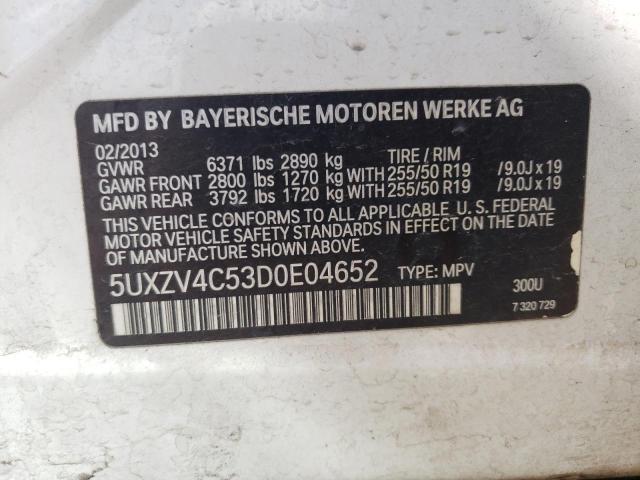 MFD BY BAYERISCHE MOTOREN WERKE AG
02/2013
GVWR 6371 lbs 2890 kg TIRE / RIM
GAWR FRONT 2800 lbs 1270 kg WITH 255/50 R19 /9.0J x 19
GAWR REAR 3792 lbs 1720 kg WITH 255/50 R19 /9.0J x 19
THIS VEHICLE CONFORMS TO ALL APPLICABLE U. S. FEDERAL
MOTOR VEHICLE SAFETY STANDARDS IN EFFECT ON THE DATE
OF MANUFACTURE SHOWN ABOVE.
5UXZV4C53D0E04652 TYPE: MPV 300U
7 320 729